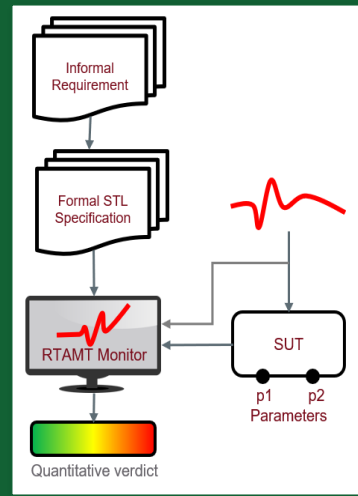 Informal
Requirement
Formal STL
Specification
RTAMT Monitor
SUT
p1 p2
Parameters
Quantitative verdict